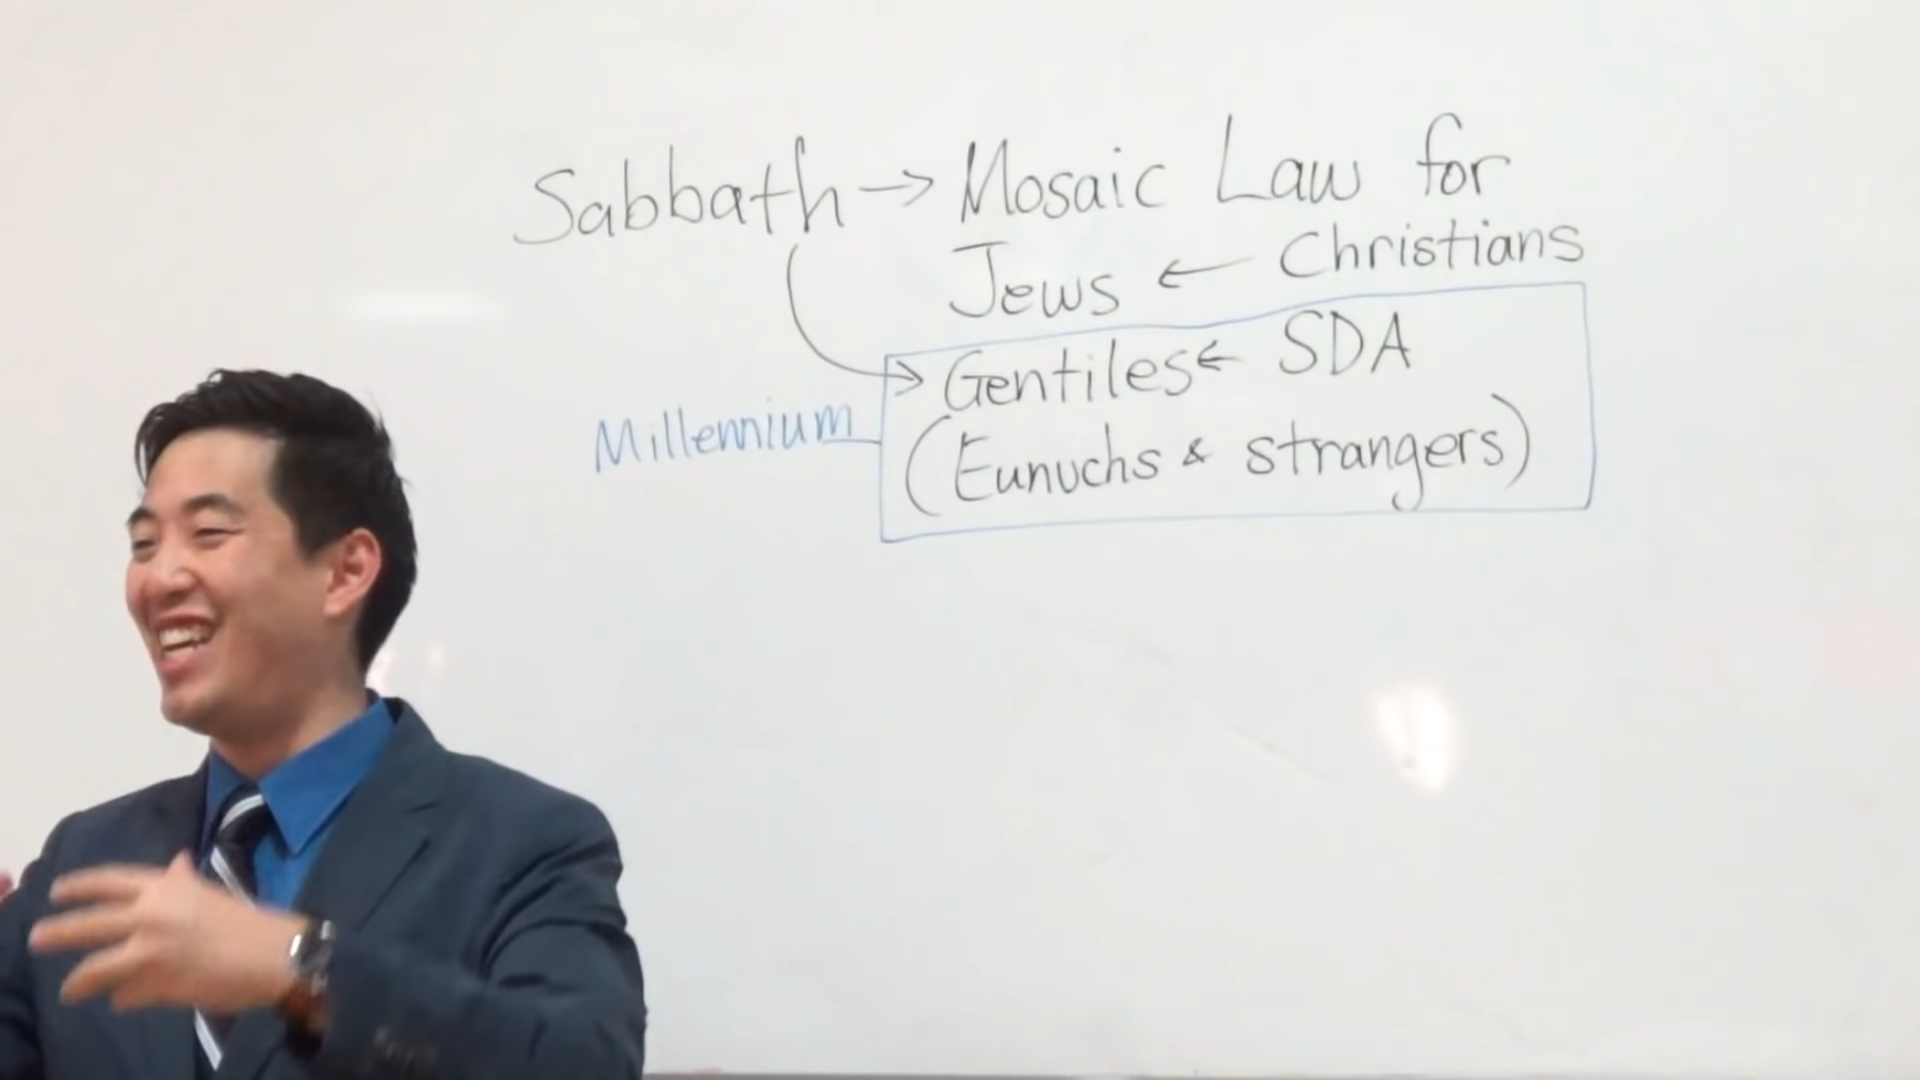 Sabbath → Mosaic Law for
Jews ← Christians
Gentiles ← SDA
Millennium
(Eunuchs & strangers)